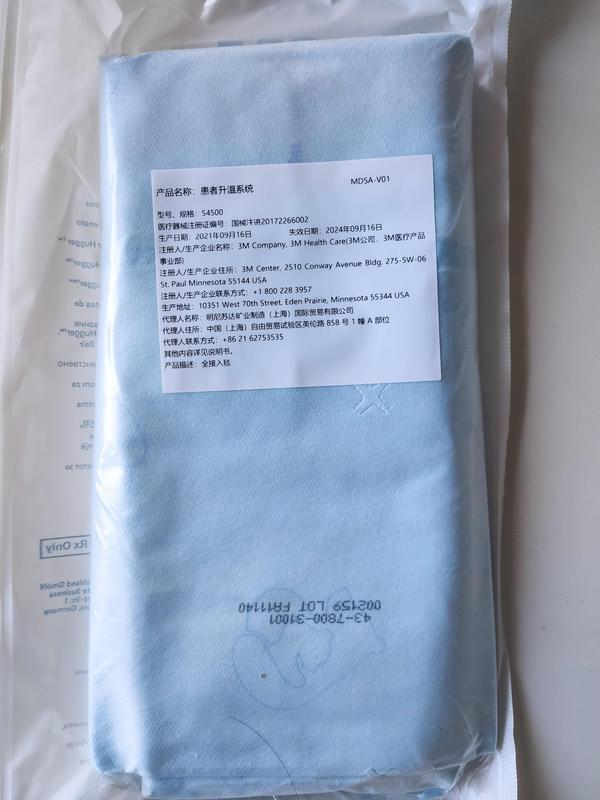 MDSA-V01
产品名称：患者升温系统
型号、规格：54500
医疗器械注册证编号：国械注进20172266002
生产日期：2021年09月16日 失效日期：2024年09月16日
注册人/生产企业名称：3M Company, 3M Health Care(3M公司、3M医疗产品
事业部)
注册人/生产企业住所：3M Center, 2510 Conway Avenue Bldg. 275-5W-06
St. Paul Minnesota 55144 USA
注册人/生产企业联系方式：+1 800 228 3957
生产地址：10351 West 70th Street, Eden Prairie, Minnesota 55344 USA
代理人名称：明尼苏达矿业制造（上海）国际贸易有限公司
代理人住所：中国（上海）自由贸易试验区英伦路 858 号 1 幢 A 部位
代理人联系方式：+86 21 62753535
其他内容详见说明书。
产品描述：全接入毯
Rx Only
43-7800-31001
002159 LOT FA11140